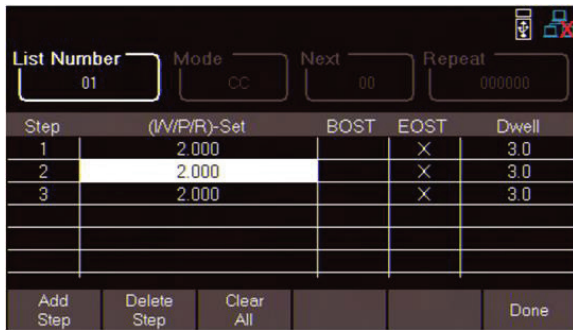 List Number Mode Next Repeat
01 CC 00 000000
Step (I/V/P/R)-Set BOST EOST Dwell
1 2.000 X 3.0
2 2.000 3.0
3 2.000 X 3.0
Add Step Delete Step Clear All Done